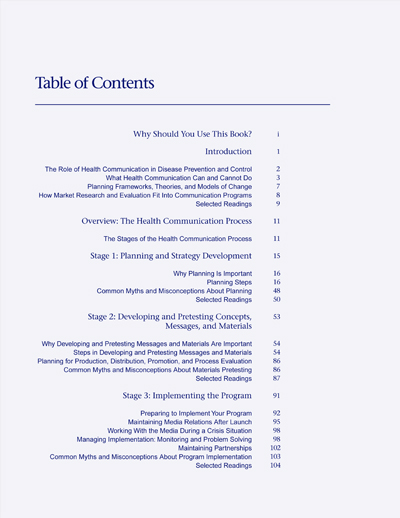 Table of Contents
Why Should You Use This Book? i
Introduction 1
The Role of Health Communication in Disease Prevention and Control 2
What Health Communication Can and Cannot Do 3
Planning Frameworks, Theories, and Models of Change 7
How Market Research and Evaluation Fit Into Communication Programs 8
Selected Readings 9
Overview: The Health Communication Process 11
The Stages of the Health Communication Process 11
Stage 1: Planning and Strategy Development 15
Why Planning Is Important 16
Planning Steps 16
Common Myths and Misconceptions About Planning 48
Selected Readings 50
Stage 2: Developing and Pretesting Concepts, 53
Messages, and Materials
Why Developing and Pretesting Messages and Materials Are Important 54
Steps in Developing and Pretesting Messages and Materials 54
Planning for Production, Distribution, Promotion, and Process Evaluation 86
Common Myths and Misconceptions About Materials Pretesting 86
Selected Readings 87
Stage 3: Implementing the Program 91
Preparing to Implement Your Program 92
Maintaining Media Relations After Launch 95
Working With the Media During a Crisis Situation 98
Managing Implementation: Monitoring and Problem Solving 98
Maintaining Partnerships 102
Common Myths and Misconceptions About Program Implementation 103
Selected Readings 104